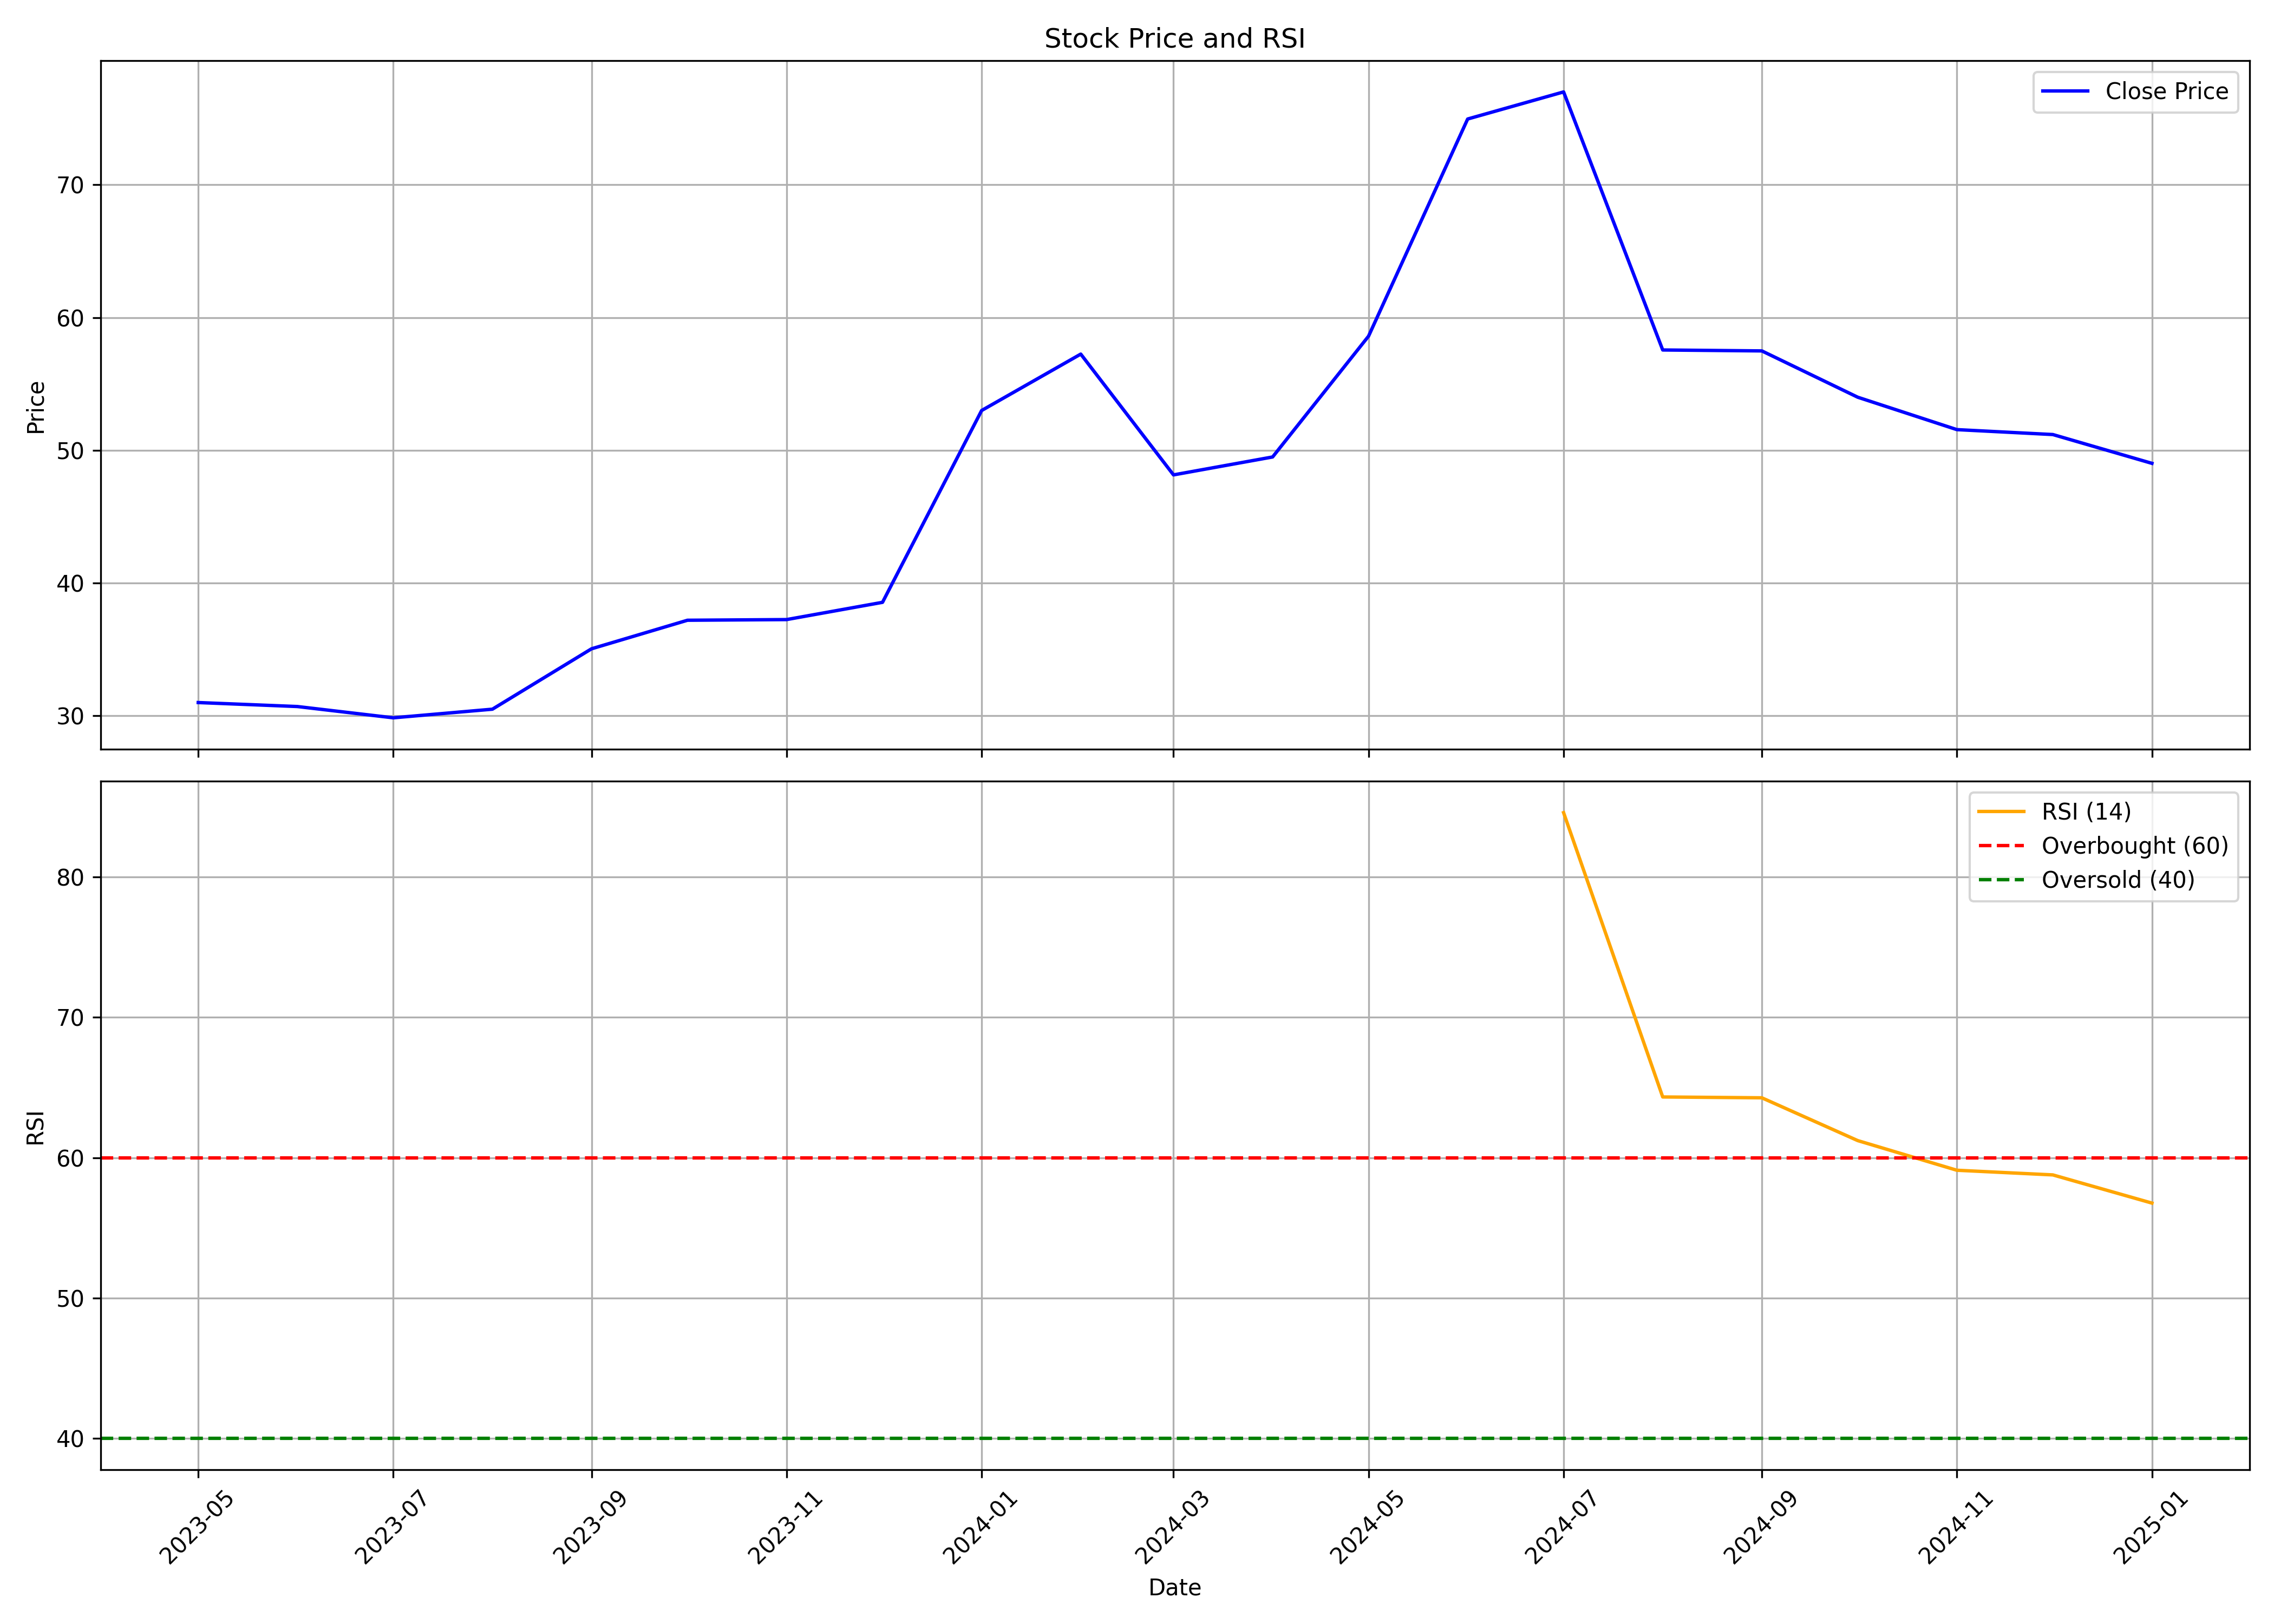 Stock Price and RSI
Close Price
Price
70
60
50
40
30
RSI (14)
Overbought (60)
Oversold (40)
RSI
80
70
60
50
40
2023-05
2023-07
2023-09
2023-11
2024-01
2024-03
2024-05
2024-07
2024-09
2024-11
2025-01
Date